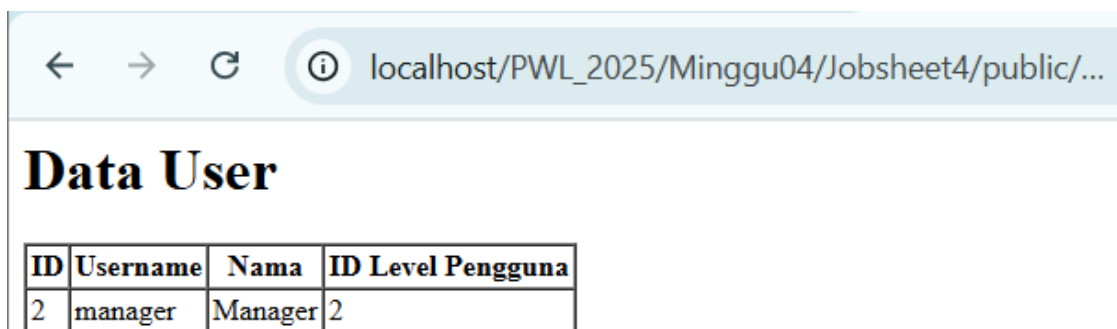 localhost/PWL_2025/Minggu04/Jobsheet4/public/...
Data User
ID Username Nama ID Level Pengguna
2 manager Manager 2